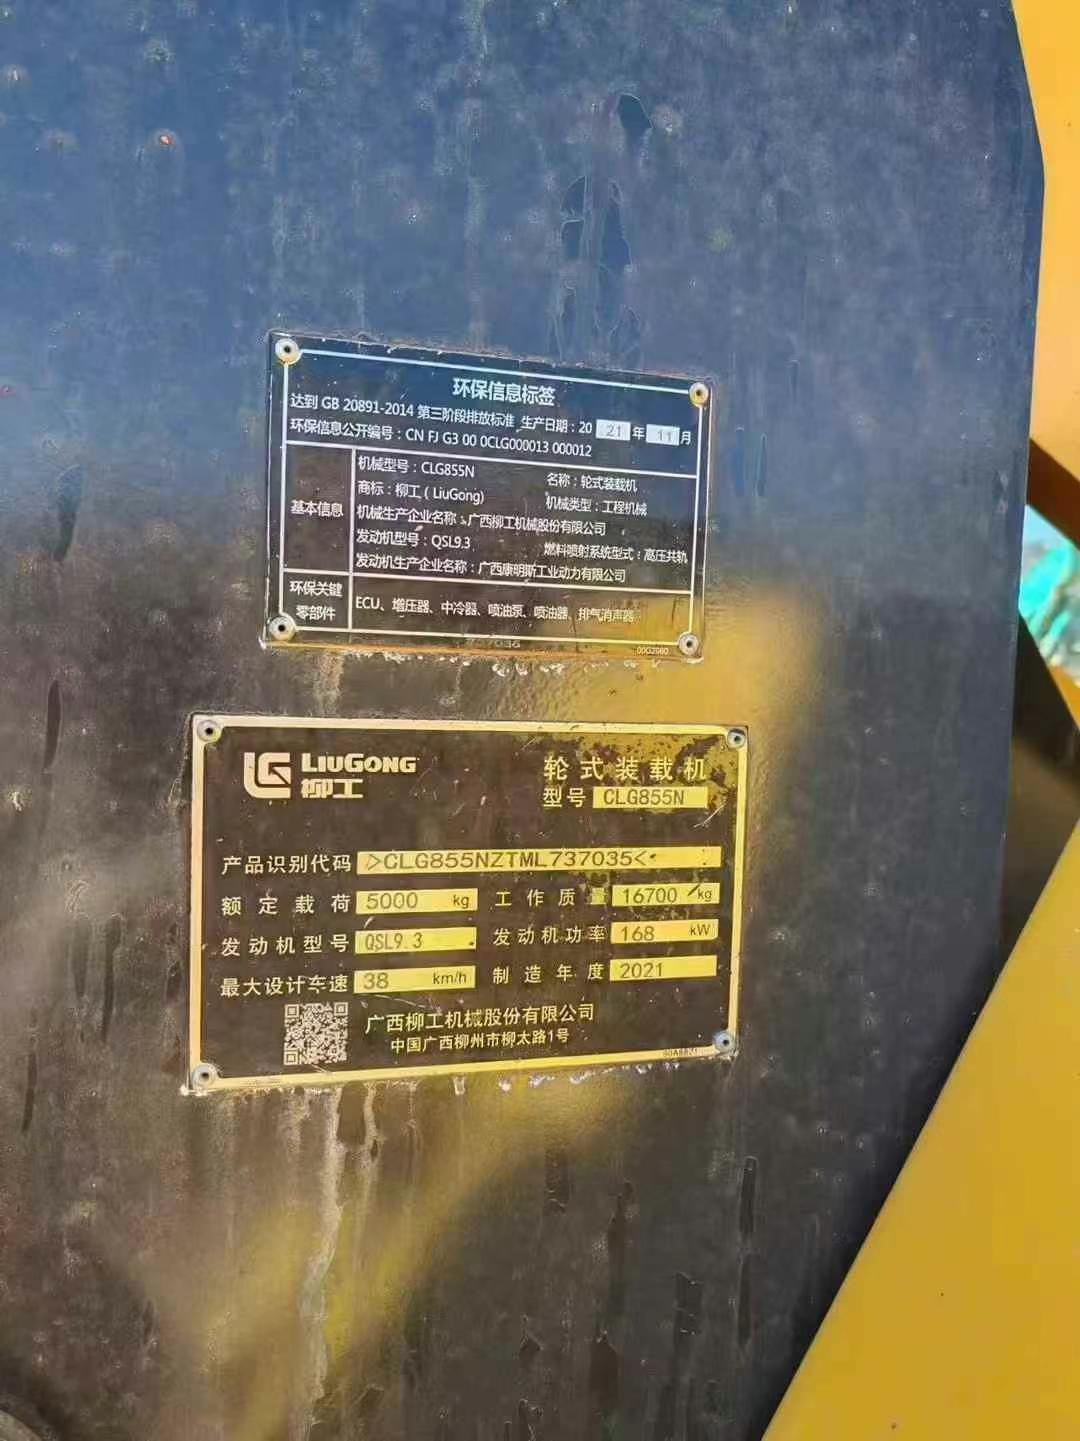 环保信息标签
达到 GB 20891-2014 第三阶段排放标准 生产日期：20 21 年 11 月
环保信息公开编号：CN FJ G3 00 0CLG000013 000012
基本信息
机械型号：CLG855N 名称：轮式装载机
商标：柳工（LiuGong） 机械类型：工程机械
机械生产企业名称：广西柳工机械股份有限公司
发动机型号：QSL9.3 燃料喷射系统型式：高压共轨
发动机生产企业名称：广西康明斯工业动力有限公司
环保关键零部件
ECU、增压器、中冷器、喷油泵、喷油器、排气消声器
LIUGONG 轮式装载机
柳工 型号 CLG855N
产品识别代码 >CLG855NZTML737035<
额定载荷 5000 kg 工作质量 16700 kg
发动机型号 QSL9.3 发动机功率 168 kW
最大设计车速 38 km/h 制造年度 2021
广西柳工机械股份有限公司
中国广西柳州市柳太路1号